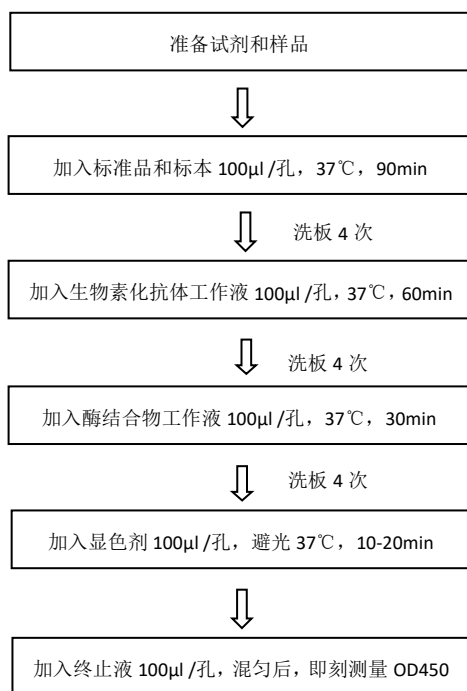 准备试剂和样品
加入标准品和标本 100μl /孔，37℃，90min
洗板 4 次
加入生物素化抗体工作液 100μl /孔，37℃，60min
洗板 4 次
加入酶结合物工作液 100μl /孔，37℃，30min
洗板 4 次
加入显色剂 100μl /孔，避光 37℃，10-20min
加入终止液 100μl /孔，混匀后，即刻测量 OD450